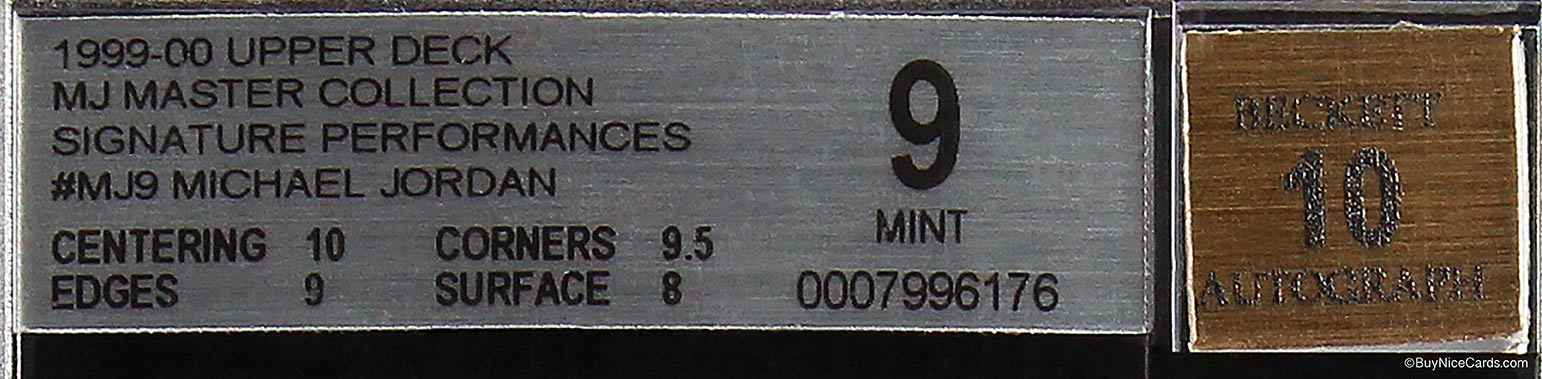 1999-00 UPPER DECK
MJ MASTER COLLECTION
SIGNATURE PERFORMANCES
#MJ9 MICHAEL JORDAN
CENTERING 10 CORNERS 9.5
EDGES 9 SURFACE 8
9
MINT
0007996176
BECKETT
10
AUTOGRAPH
©BuyNiceCards.com